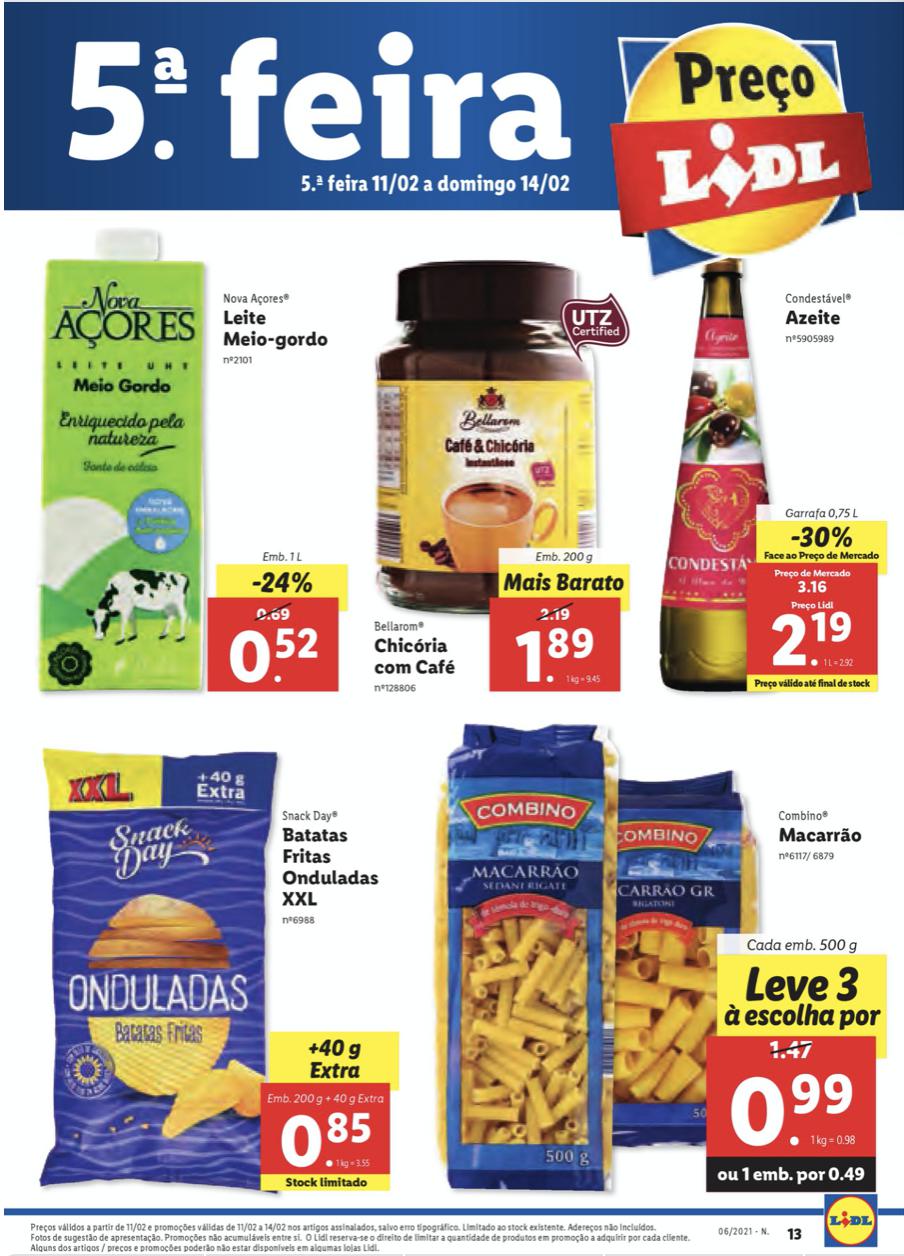 5.ª feira
5.ª feira 11/02 a domingo 14/02
Preço
LIDL
Nova
AÇORES
LEITE UHT
Meio Gordo
Enriquecido pela
natureza
Fonte de cálcio
Nova Açores®
Leite
Meio-gordo
nº2101
Emb. 1 L
-24%
0.69
0.52
Bellarom
Café & Chicória
Instantâneo
UTZ
UTZ
Certified
Bellarom®
Chicória
com Café
nº128806
Emb. 200 g
Mais Barato
2.19
1.89
1 kg = 9.45
Azeite
CONDESTÁV
Condestável®
Azeite
nº5905989
Garrafa 0,75 L
-30%
Face ao Preço de Mercado
Preço de Mercado
3.16
Preço Lidl
2.19
1 L = 2.92
Preço válido até final de stock
XXL
+40 g
Extra
Snack
Day
ONDULADAS
Batatas Fritas
Snack Day®
Batatas
Fritas
Onduladas
XXL
nº6988
+40 g
Extra
Emb. 200 g + 40 g Extra
0.85
1 kg = 3.55
Stock limitado
COMBINO
MACARRÃO
SEDANI RIGATE
de sêmola de trigo duro
500 g
COMBINO
CARRÃO GR
RIGATONI
de sêmola de trigo duro
50
Combino®
Macarrão
nº6117/ 6879
Cada emb. 500 g
Leve 3
à escolha por
1.47
0.99
1 kg = 0.98
ou 1 emb. por 0.49
Preços válidos a partir de 11/02 e promoções válidas de 11/02 a 14/02 nos artigos assinalados, salvo erro tipográfico. Limitado ao stock existente. Adereços não incluídos.
Fotos de sugestão de apresentação. Promoções não acumuláveis entre si. O Lidl reserva-se o direito de limitar a quantidade de produtos em promoção a adquirir por cada cliente.
Alguns dos artigos / preços e promoções poderão não estar disponíveis em algumas lojas Lidl.
06/2021 - N.
13
LIDL